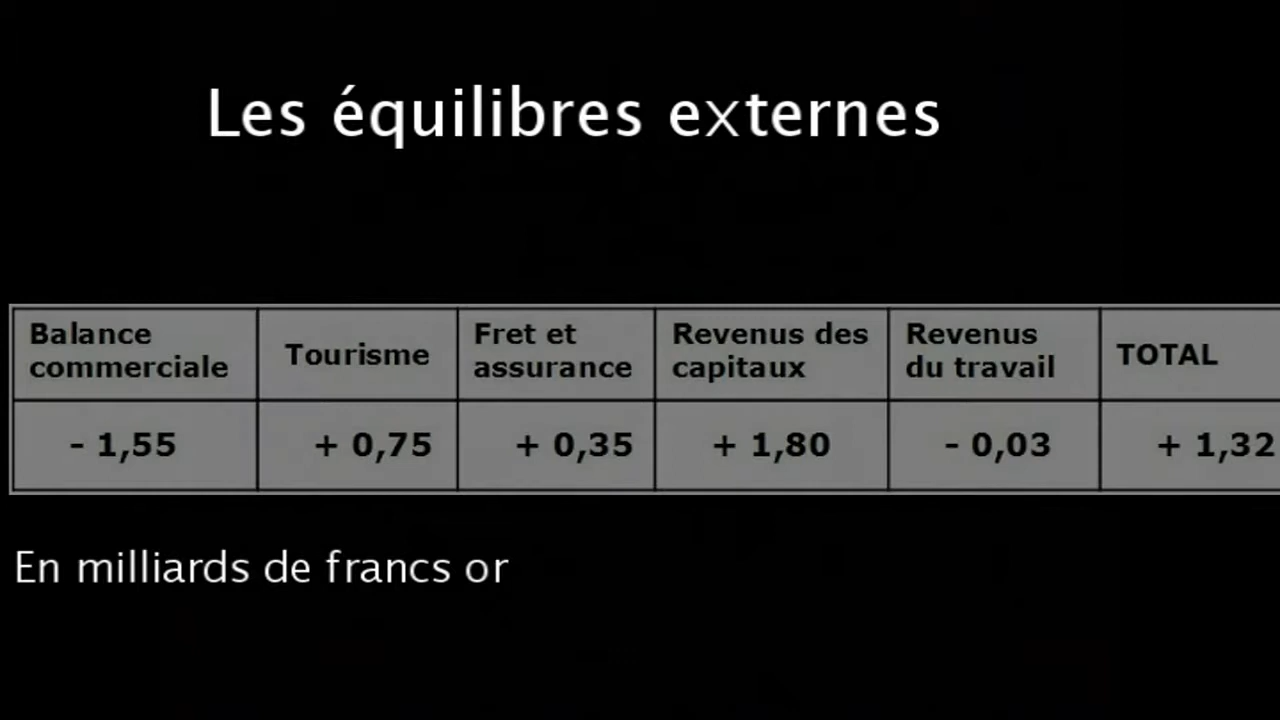 Les équilibres externes
Balance commerciale
Tourisme
Fret et assurance
Revenus des capitaux
Revenus du travail
TOTAL
- 1,55
+ 0,75
+ 0,35
+ 1,80
- 0,03
+ 1,32
En milliards de francs or